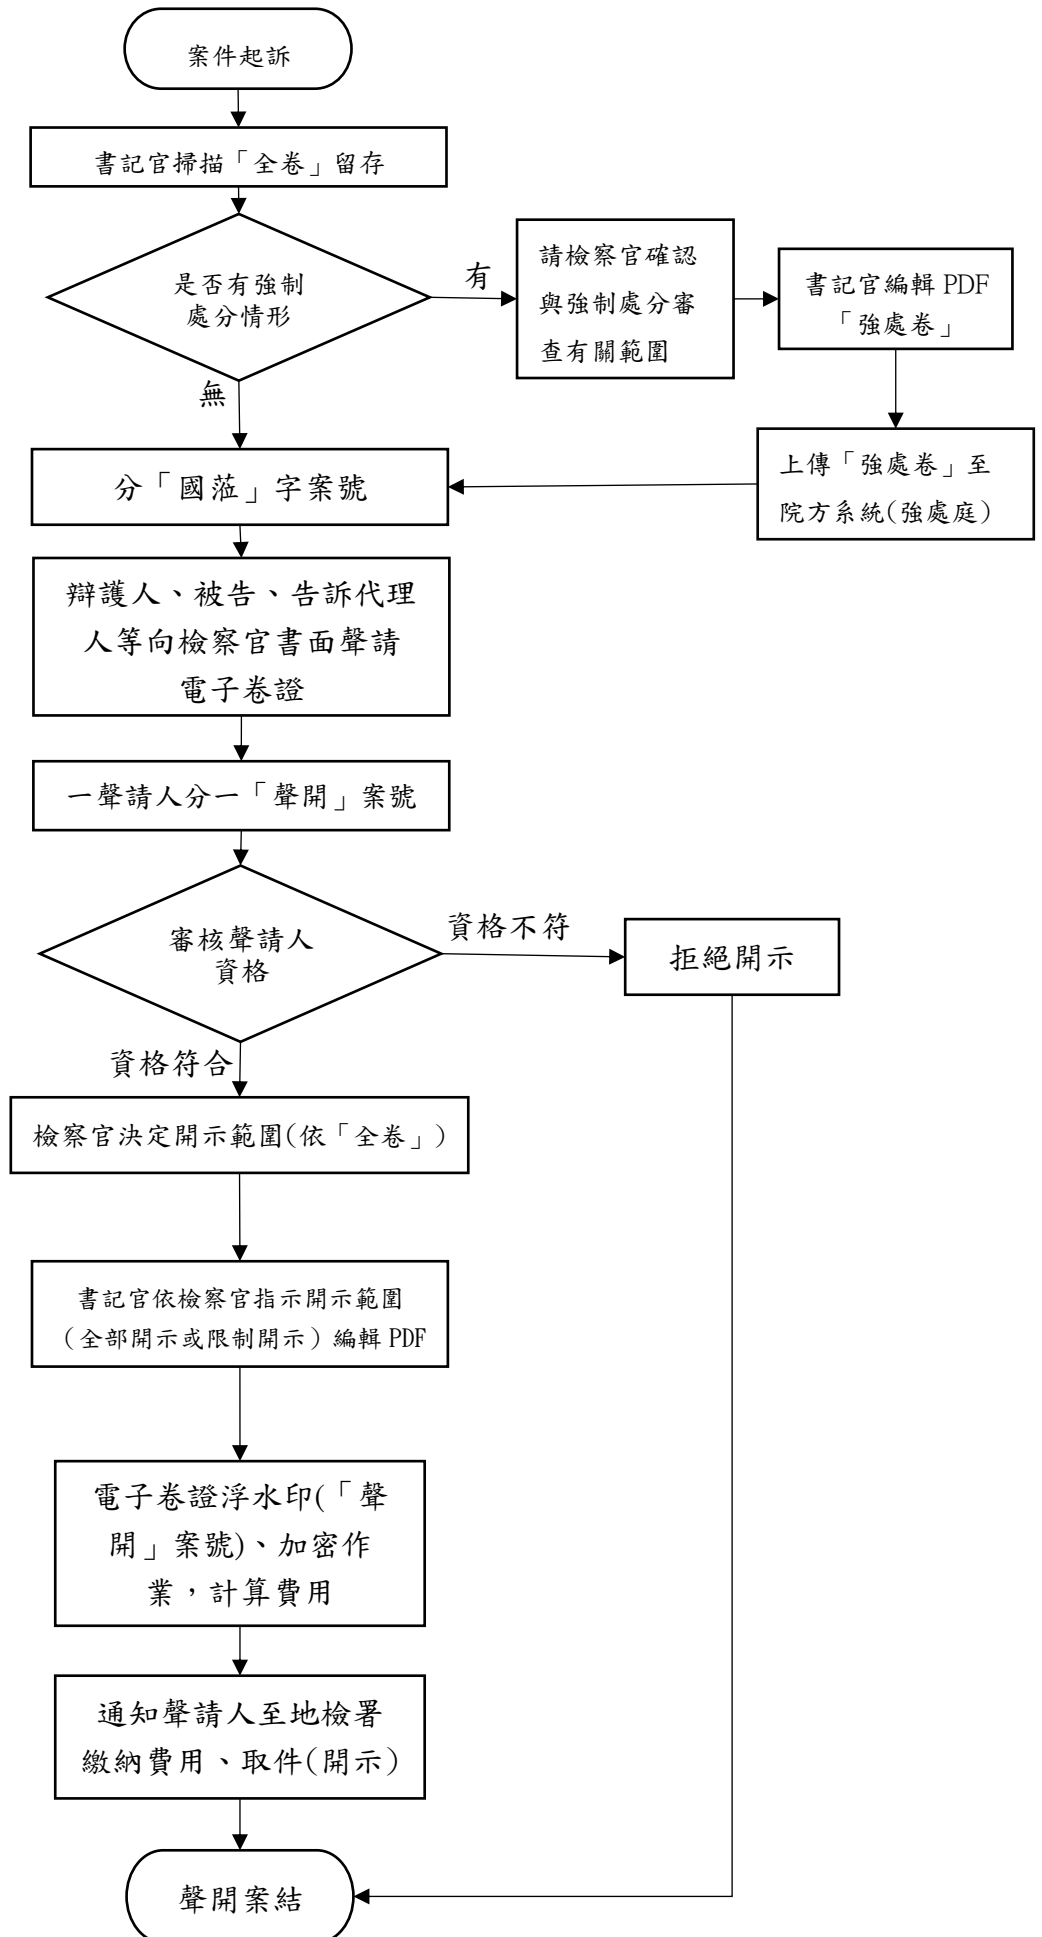 案件起訴
書記官掃描「全卷」留存
是否有強制
處分情形
有
請檢察官確認
與強制處分審
查有關範圍
書記官編輯 PDF
「強處卷」
上傳「強處卷」至
院方系統(強處庭)
無
分「國蒞」字案號
辯護人、被告、告訴代理
人等向檢察官書面聲請
電子卷證
一聲請人分一「聲開」案號
審核聲請人
資格
資格不符
拒絕開示
資格符合
檢察官決定開示範圍(依「全卷」)
書記官依檢察官指示開示範圍
（全部開示或限制開示）編輯 PDF
電子卷證浮水印(「聲
開」案號)、加密作
業，計算費用
通知聲請人至地檢署
繳納費用、取件(開示)
聲開案結